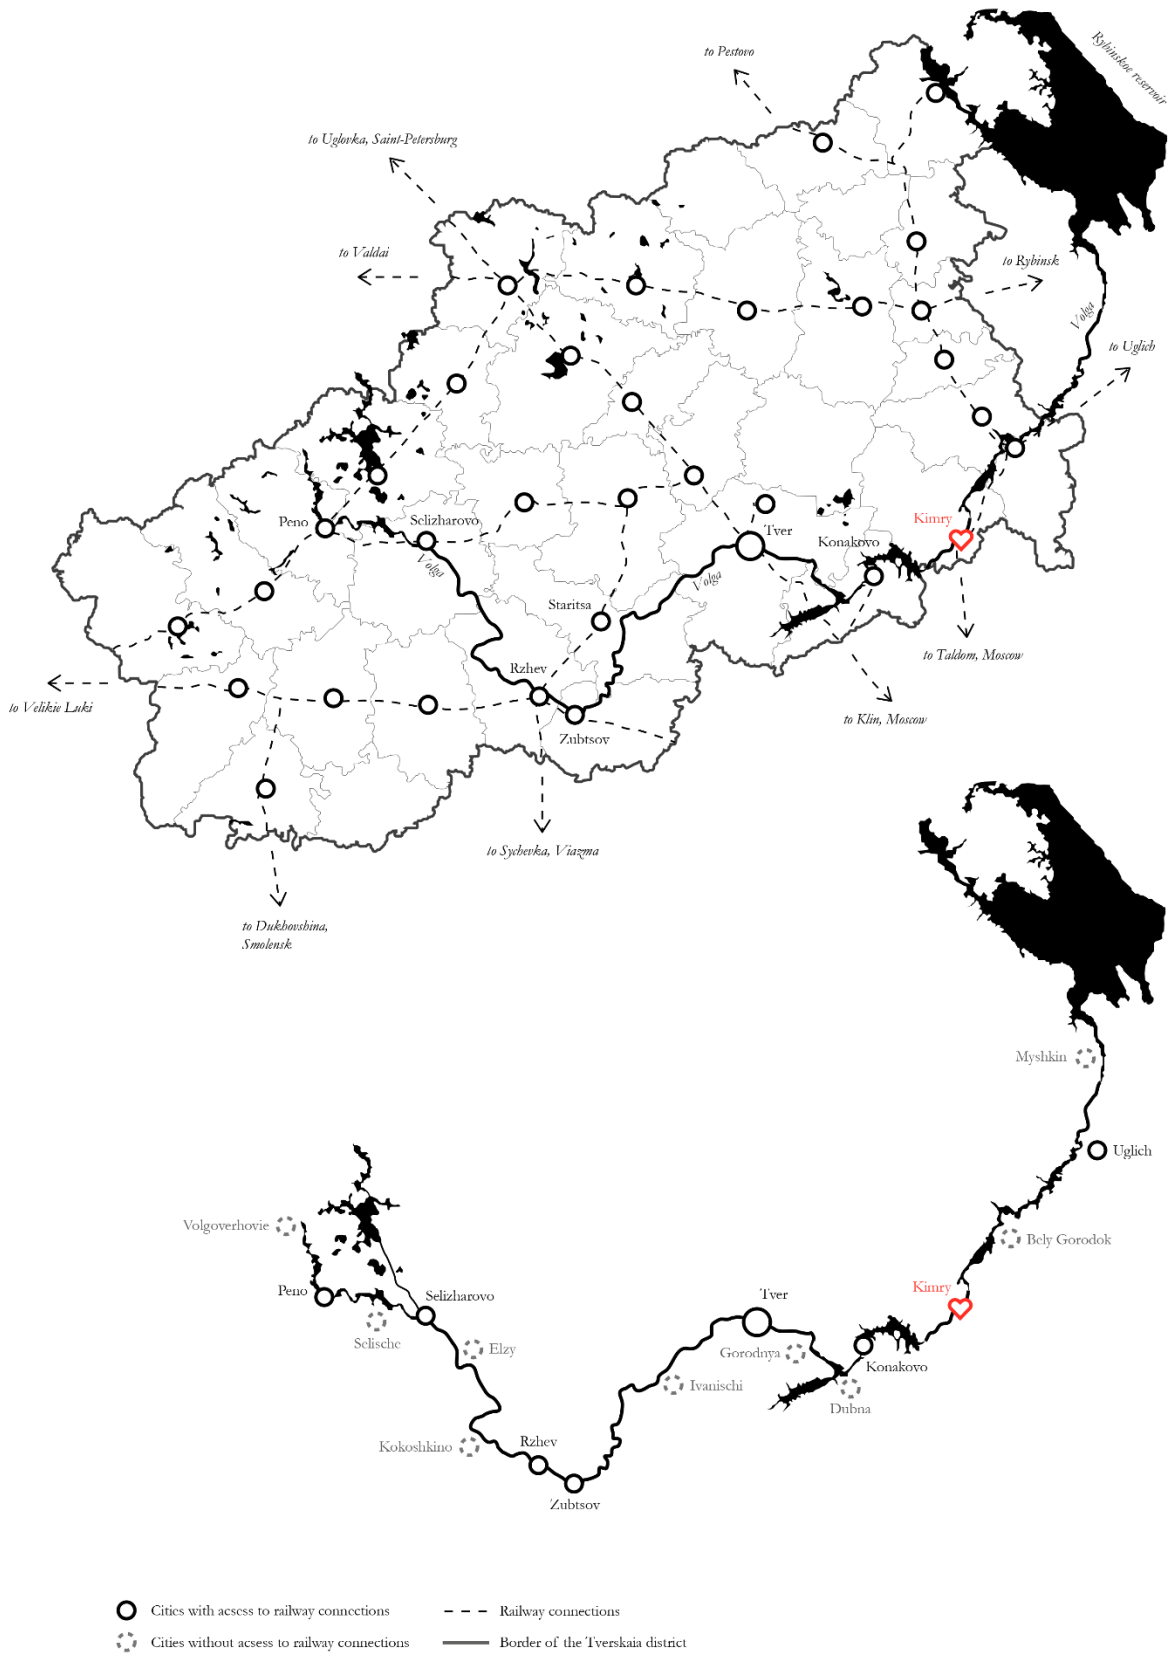 to Pestovo
Rybinskoe reservoir
to Uglovka, Saint-Petersburg
to Valdai
to Rybinsk
Volga
to Uglich
Peno
Selizharovo
Volga
Kimry
Tver
Konakovo
Volga
Staritsa
to Taldom, Moscow
Rzhev
to Velikie Luki
to Klin, Moscow
Zubtsov
to Sychevka, Viazma
to Dukhovshina,
Smolensk
Myshkin
Uglich
Volgoverhovie
Bely Gorodok
Kimry
Peno
Selizharovo
Tver
Selische
Elzy
Gorodnya
Konakovo
Ivanischi
Dubna
Kokoshkino
Rzhev
Zubtsov
Cities with asess to railway connections
Railway connections
Cities without asess to railway connections
Border of the Tverskaia district